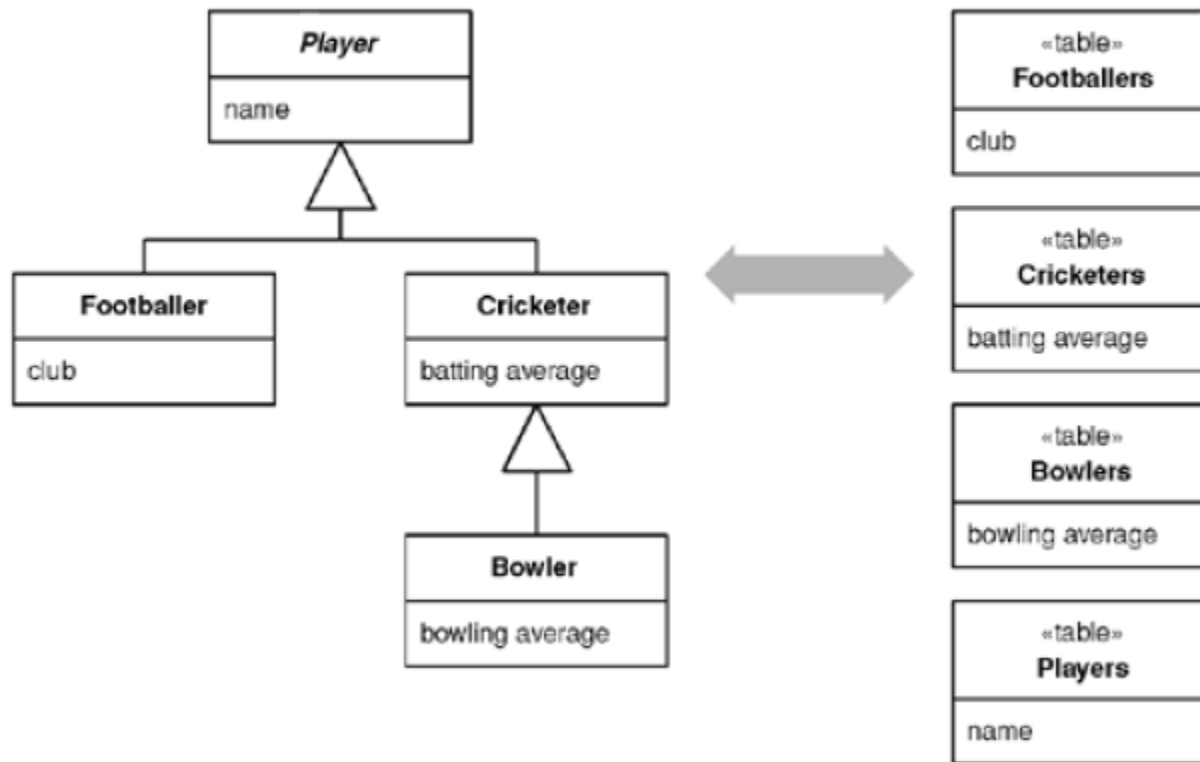 Player
name
Footballer
club
Cricketer
batting average
Bowler
bowling average
«table»
Footballers
club
«table»
Cricketers
batting average
«table»
Bowlers
bowling average
«table»
Players
name